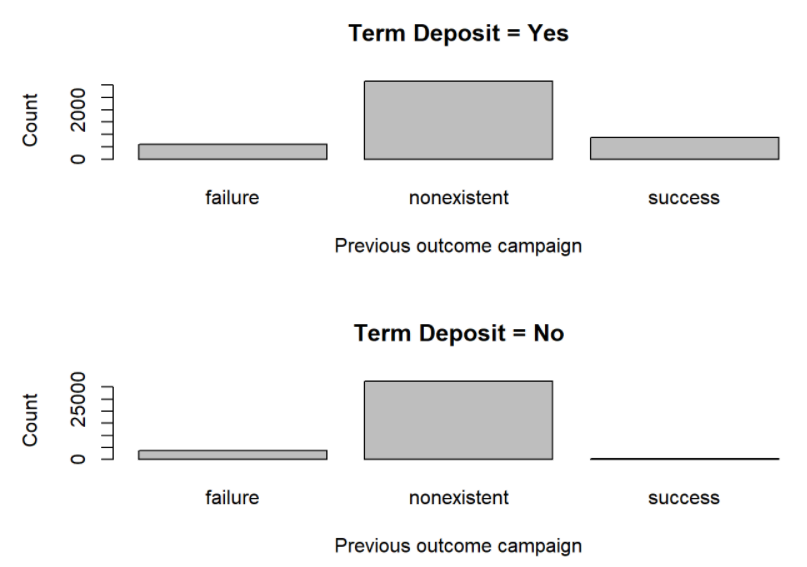 Term Deposit = Yes
Count
2000
0
failure nonexistent success
Previous outcome campaign
Term Deposit = No
Count
25000
0
failure nonexistent success
Previous outcome campaign